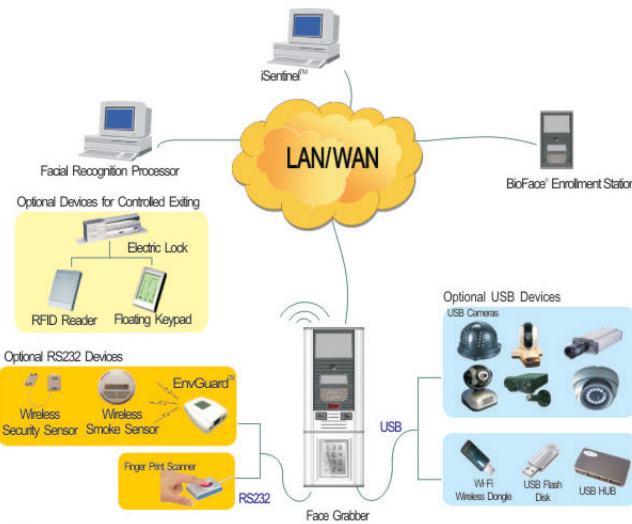 iSentinel™
LAN/WAN
Facial Recognition Processor
BioFace® Enrollment Station
Optional Devices for Controlled Exiting
Electric Lock
RFID Reader
Floating Keypad
Optional USB Devices
USB Cameras
Optional RS232 Devices
EnvGuard™
Wireless
Security Sensor
Wireless
Smoke Sensor
USB
Wi-Fi
Wireless Dongle
USB Flash
Disk
USB HUB
Finger Print Scanner
RS232
Face Grabber